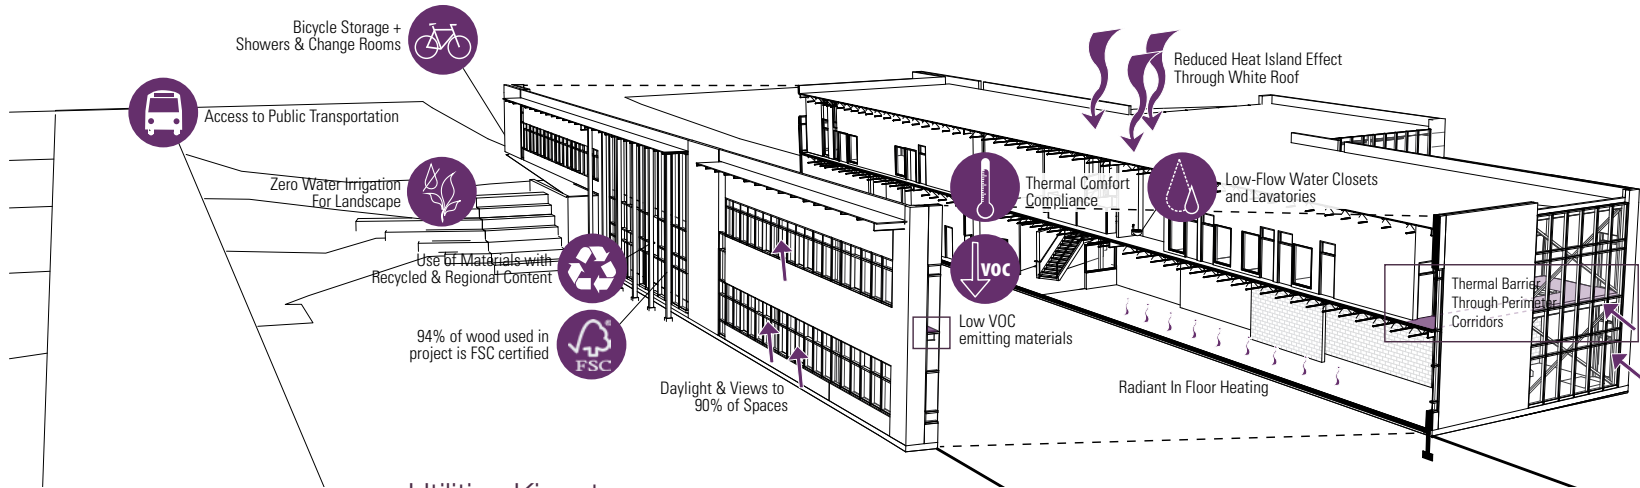 Bicycle Storage +
Showers & Change Rooms
Reduced Heat Island Effect
Through White Roof
Access to Public Transportation
Zero Water Irrigation
For Landscape
Thermal Comfort
Compliance
Low-Flow Water Closets
and Lavatories
Use of Materials with
Recycled & Regional Content
VOC
Thermal Barrier
Through Perimeter
Corridors
94% of wood used in
project is FSC certified
FSC
®
Low VOC
emitting materials
Daylight & Views to
90% of Spaces
Radiant In Floor Heating